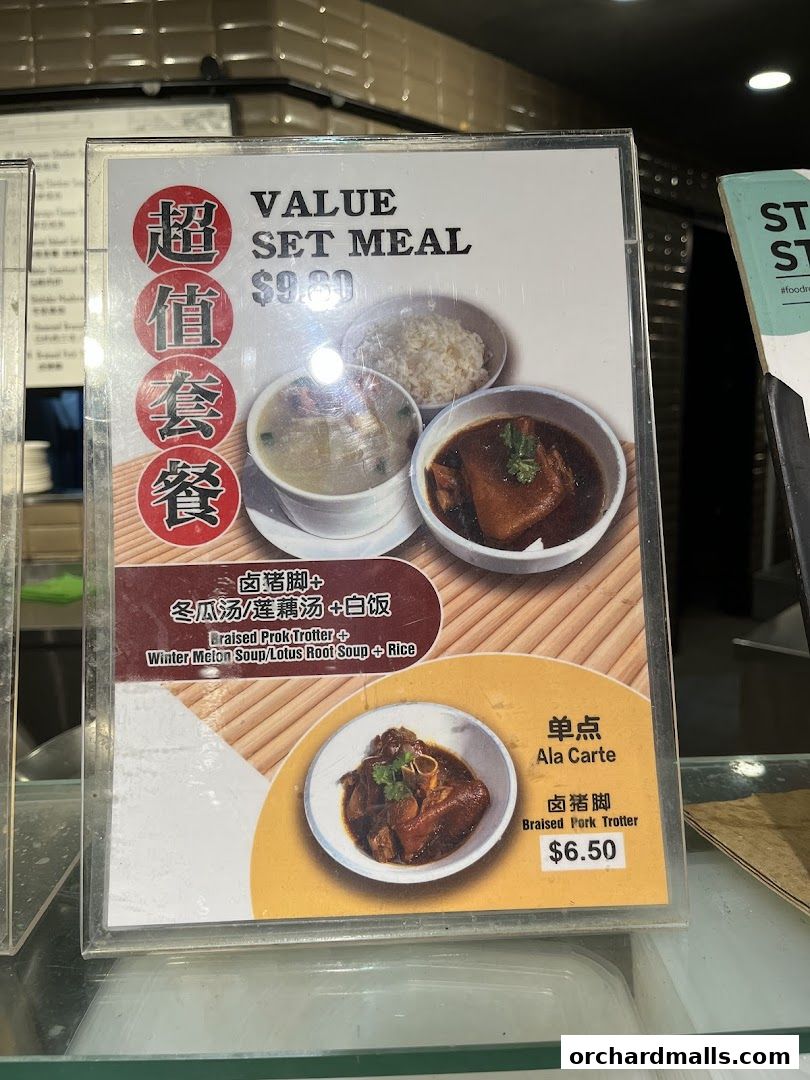 超值套餐
VALUE
SET MEAL
$9.80
卤猪脚+
冬瓜汤/莲藕汤 +白饭
Braised Prok Trotter +
Winter Melon Soup/Lotus Root Soup + Rice
单点
Ala Carte
卤猪脚
Braised Pork Trotter
$6.50
ST
ST
orchardmalls.com